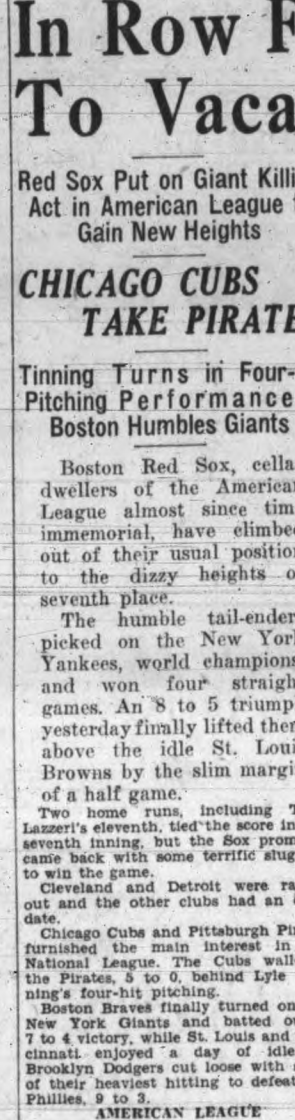 In Row F
To Vaca
Red Sox Put on Giant Killi
Act in American League
Gain New Heights
CHICAGO CUBS
TAKE PIRATE
Tinning Turns in Four-
Pitching Performance
Boston Humbles Giants
Boston Red Sox, cella
dwellers of the America
League almost since tim
immemorial, have climbe
out of their usual position
to the dizzy heights o
seventh place.
The humble tail-ender
picked on the New York
Yankees, world champions
and won four straigh
games. An 8 to 5 triump
yesterday finally lifted them
above the idle St. Loui
Browns by the slim margi
of a half game.
Two home runs, including T
Lazzeri's eleventh, tied the score in
seventh inning, but the Sox prom
came back with some terrific slug
to win the game.
Cleveland and Detroit were ra
out and the other clubs had an
date.
Chicago Cubs and Pittsburgh Pi
furnished the main interest in
National League. The Cubs wall
the Pirates, 5 to 0, behind Lyle
ning's four-hit pitching.
Boston Braves finally turned on
New York Giants and batted o
7 to 4 victory, while St. Louis and
cinnati enjoyed a day of idle
Brooklyn Dodgers cut loose with
of their heaviest hitting to defeat
Phillies, 9 to 3.
AMERICAN LEAGUE